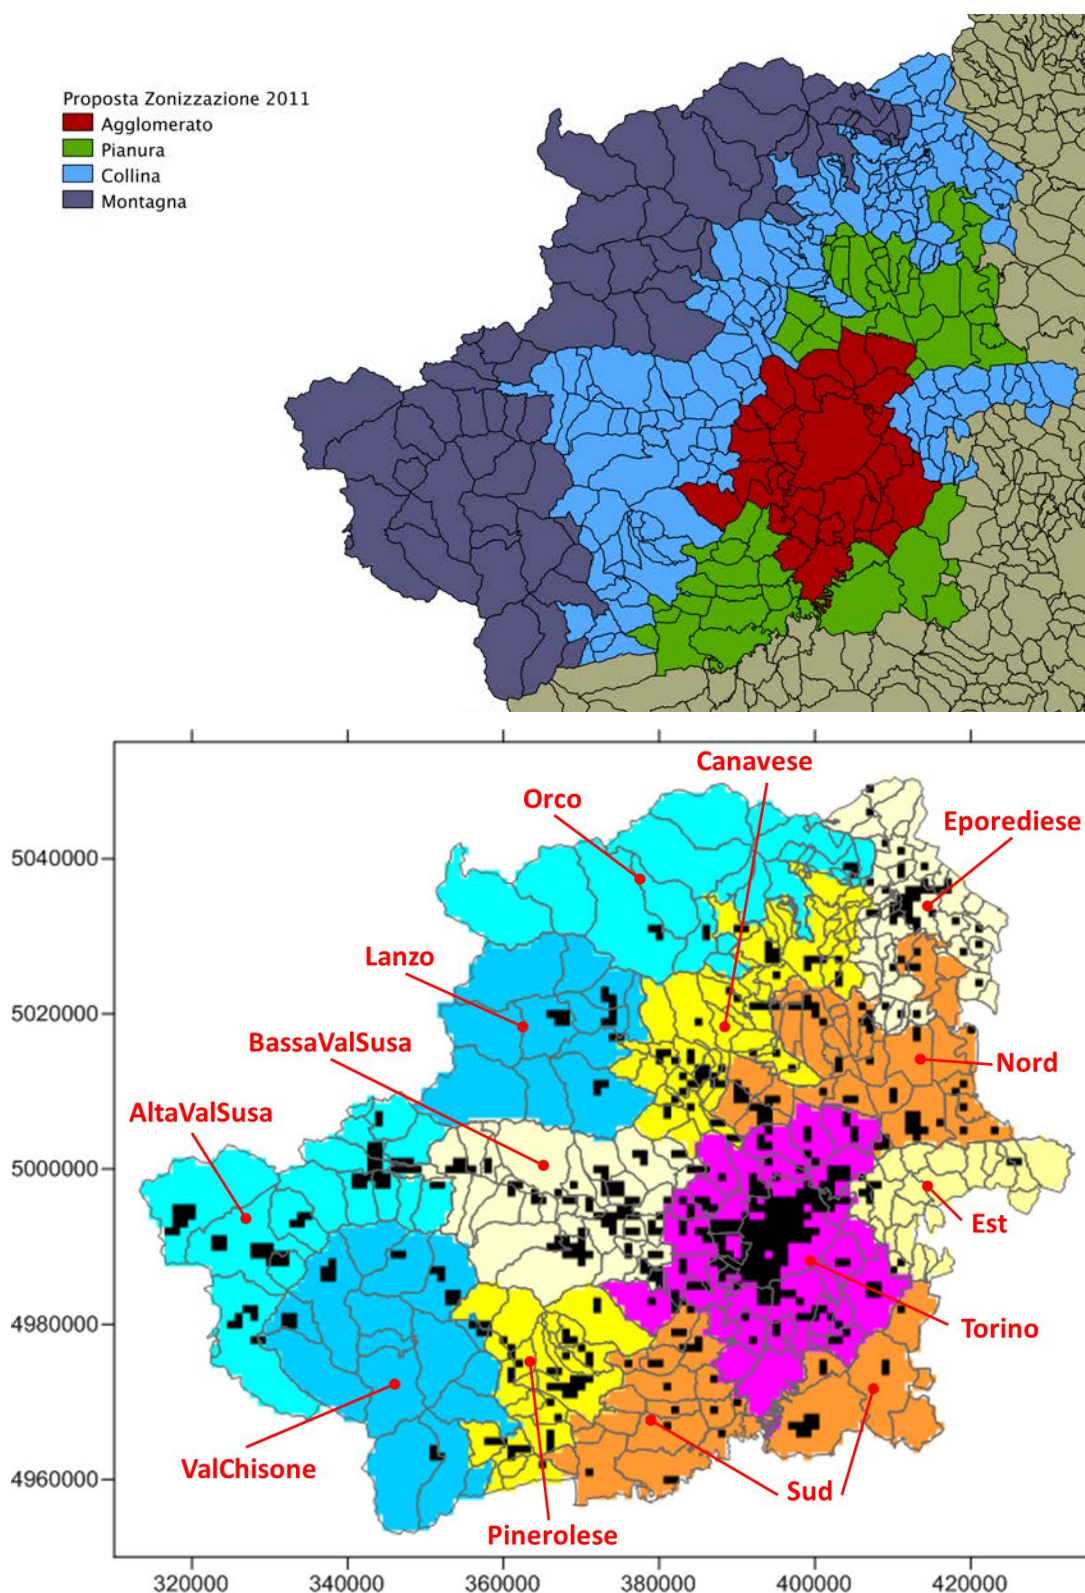 Proposta Zonizzazione 2011
Agglomerato
Pianura
Collina
Montagna
Canavese
Orco
Eporediese
5040000
Lanzo
5020000
BassaValSusa
Nord
AltaValSusa
5000000
Est
4980000
Torino
ValChisone
4960000
Sud
Pinerolese
320000 340000 360000 380000 400000 420000